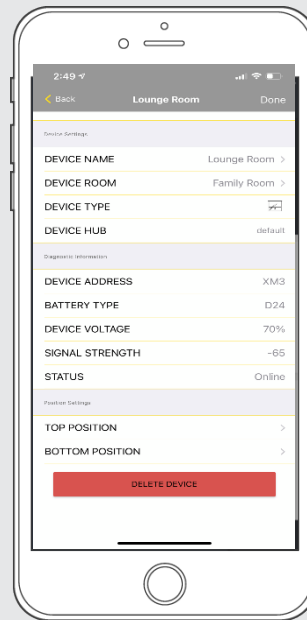 2:49
Back Lounge Room Done
Device Settings
DEVICE NAME Lounge Room
DEVICE ROOM Family Room
DEVICE TYPE
DEVICE HUB default
Diagnostic Information
DEVICE ADDRESS XM3
BATTERY TYPE D24
DEVICE VOLTAGE 70%
SIGNAL STRENGTH -65
STATUS Online
Position Settings
TOP POSITION
BOTTOM POSITION
DELETE DEVICE